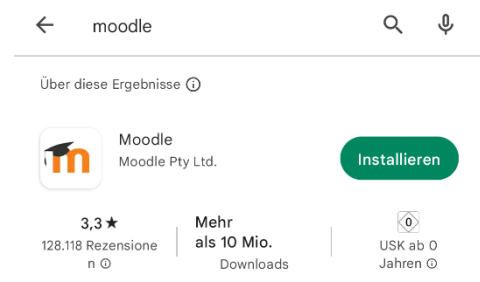 moodle
Über diese Ergebnisse
Moodle
Moodle Pty Ltd.
Installieren
3,3★
128.118 Rezensione
n
Mehr
als 10 Mio.
Downloads
0
USK ab 0
Jahren